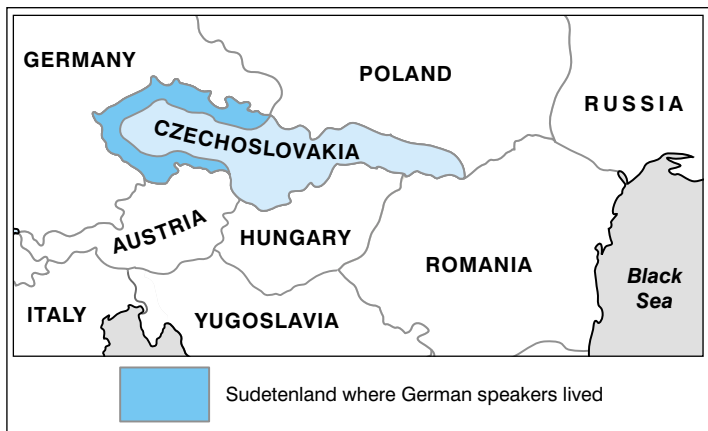 GERMANY
POLAND
RUSSIA
CZECHOSLOVAKIA
AUSTRIA
HUNGARY
ROMANIA
Black
Sea
ITALY
YUGOSLAVIA
Sudetenland where German speakers lived